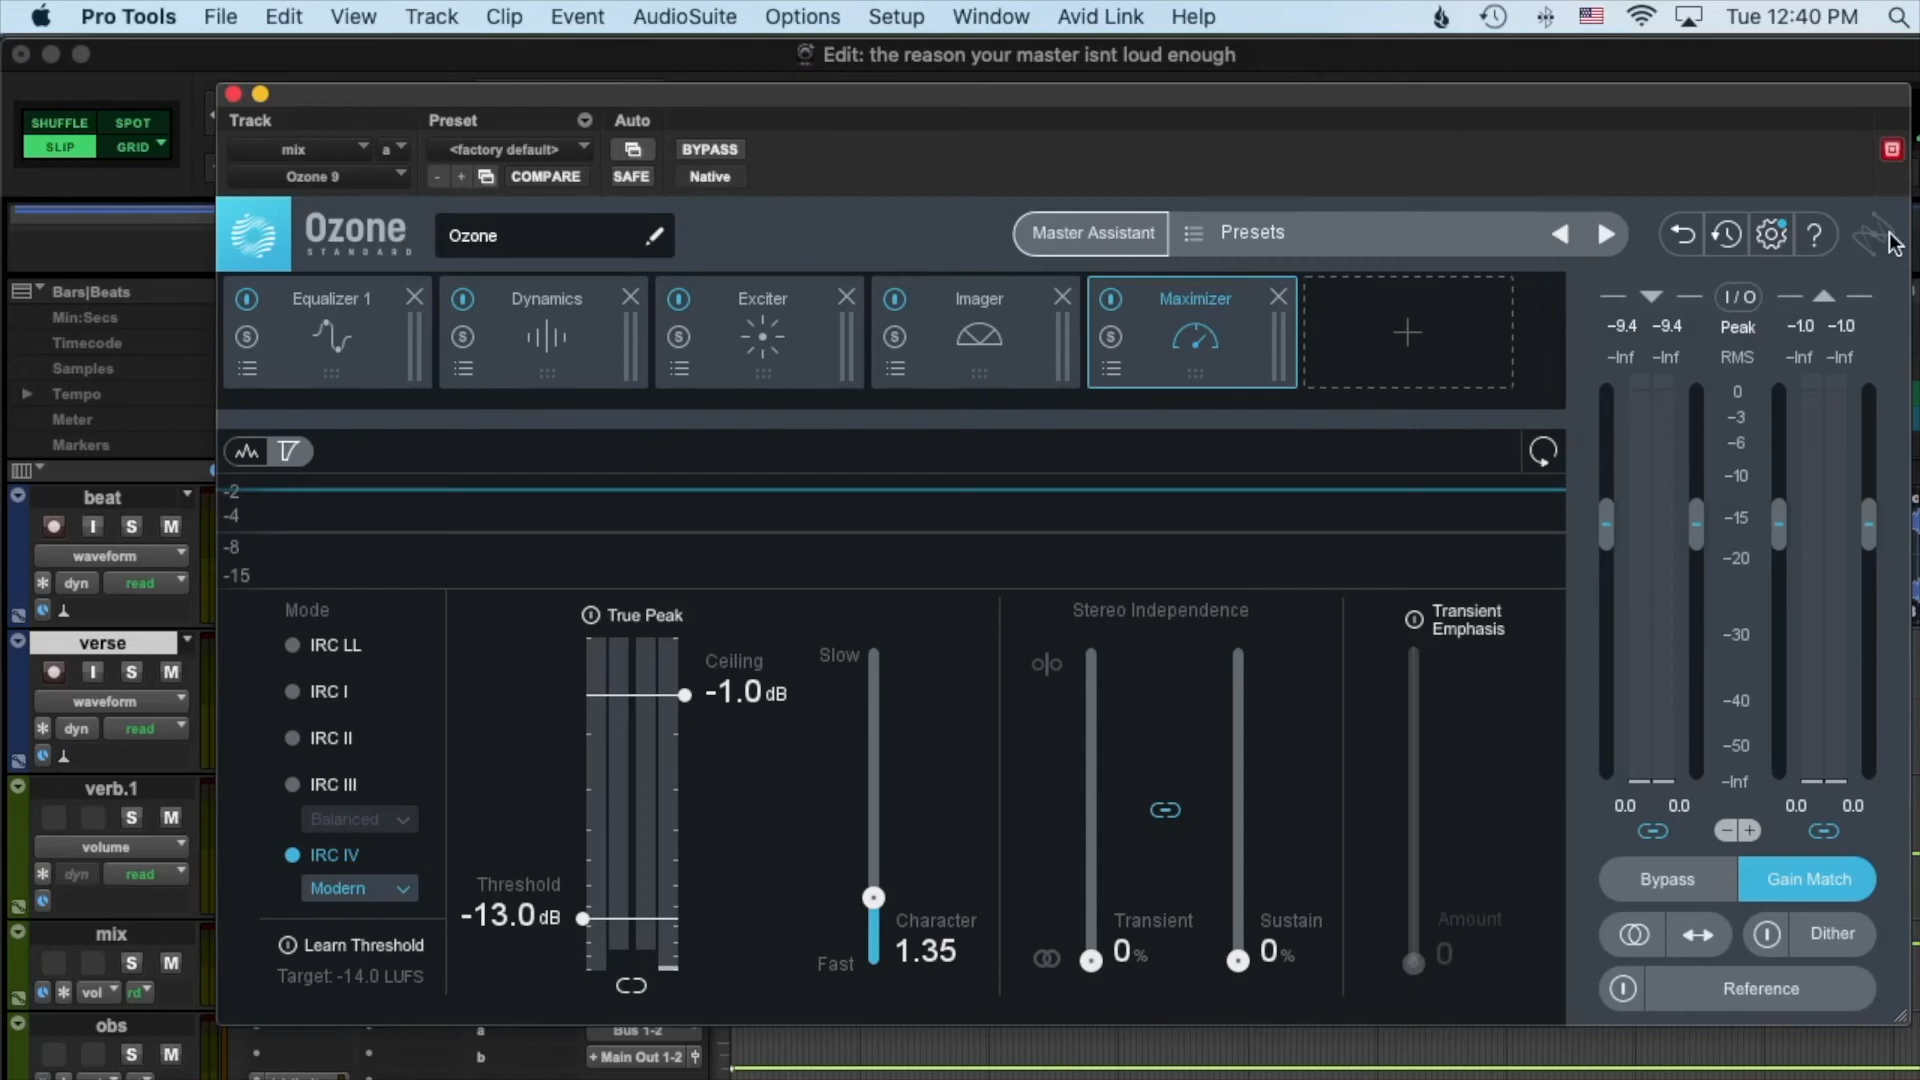 Pro Tools File Edit View Track Clip Event AudioSuite Options Setup Window Avid Link Help Tue 12:40 PM
Edit: the reason your master isnt loud enough
SHUFFLE SPOT
SLIP GRID
Track Preset Auto
mix a <factory default> BYPASS
Ozone 9 - + COMPARE SAFE Native
Ozone
STANDARD
Ozone
Master Assistant Presets ?
Equalizer 1 Dynamics Exciter Imager Maximizer
S S S S S
I/O
-9.4 -9.4 Peak -1.0 -1.0
-Inf -Inf RMS -Inf -Inf
Bars|Beats
Min:Secs
Timecode
Samples
Tempo
Meter
Markers
0
-3
-6
-10
-15
-20
-30
-40
-50
-Inf
0.0 0.0 0.0 0.0
-2
-4
-8
-15
beat
I S M
waveform
dyn read
verse
I S M
waveform
dyn read
verb.1
S M
volume
dyn read
mix
S M
vol rd
obs
S M
Mode
IRC LL
IRC I
IRC II
IRC III
Balanced
IRC IV
Modern
Learn Threshold
Target: -14.0 LUFS
True Peak
Ceiling
-1.0 dB
Threshold
-13.0 dB
Slow
Character
1.35
Fast
Stereo Independence
Transient
0 %
Sustain
0 %
Transient
Emphasis
Amount
0
Bypass Gain Match
Dither
Reference
a Bus 1-2
b + Main Out 1-2